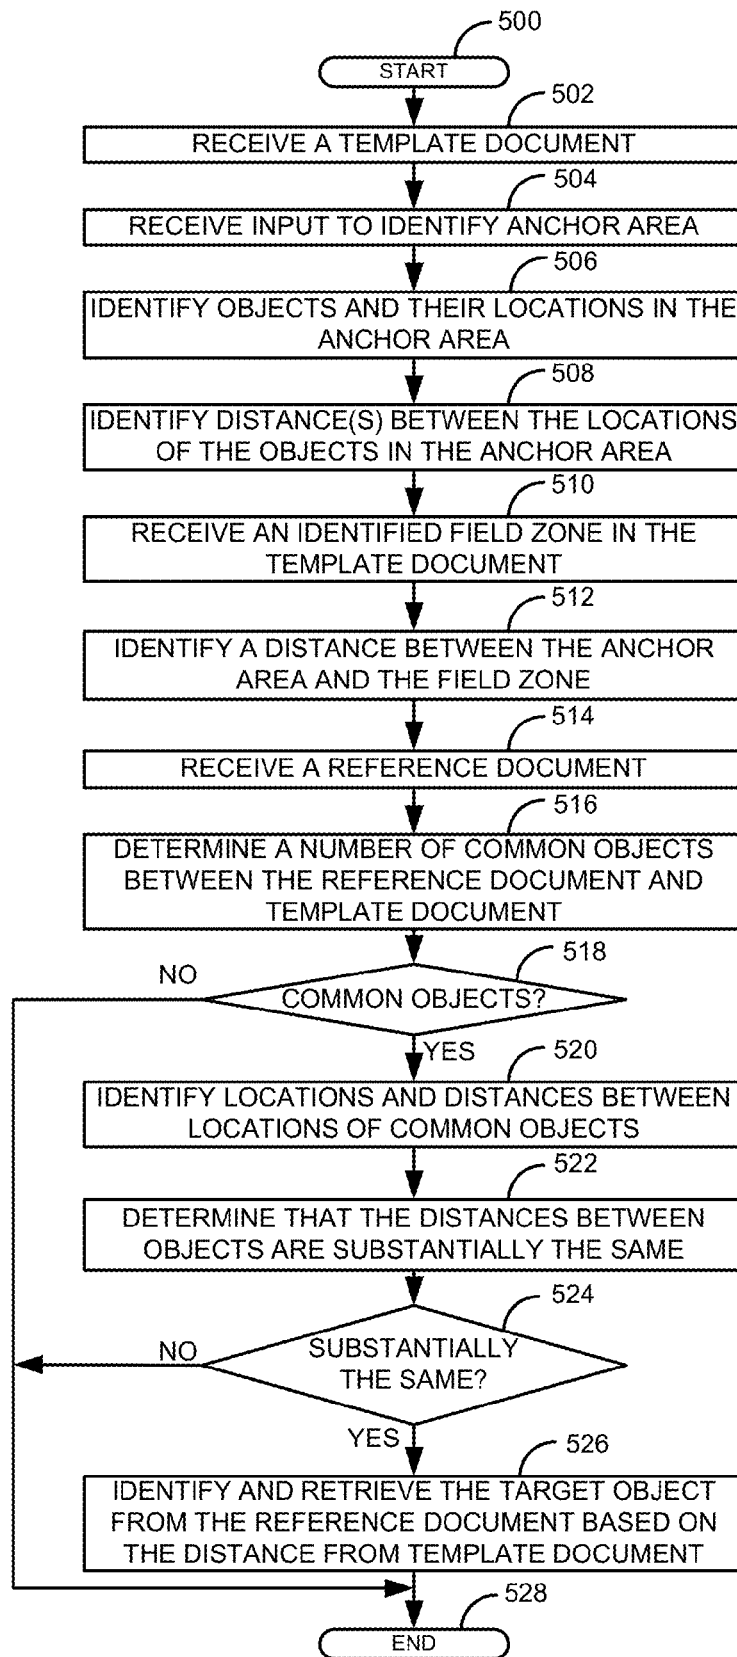 500
START
502
RECEIVE A TEMPLATE DOCUMENT
504
RECEIVE INPUT TO IDENTIFY ANCHOR AREA
506
IDENTIFY OBJECTS AND THEIR LOCATIONS IN THE
ANCHOR AREA
508
IDENTIFY DISTANCE(S) BETWEEN THE LOCATIONS
OF THE OBJECTS IN THE ANCHOR AREA
510
RECEIVE AN IDENTIFIED FIELD ZONE IN THE
TEMPLATE DOCUMENT
512
IDENTIFY A DISTANCE BETWEEN THE ANCHOR
AREA AND THE FIELD ZONE
514
RECEIVE A REFERENCE DOCUMENT
516
DETERMINE A NUMBER OF COMMON OBJECTS
BETWEEN THE REFERENCE DOCUMENT AND
TEMPLATE DOCUMENT
518
NO
COMMON OBJECTS?
YES
520
IDENTIFY LOCATIONS AND DISTANCES BETWEEN
LOCATIONS OF COMMON OBJECTS
522
DETERMINE THAT THE DISTANCES BETWEEN
OBJECTS ARE SUBSTANTIALLY THE SAME
524
NO
SUBSTANTIALLY
THE SAME?
YES
526
IDENTIFY AND RETRIEVE THE TARGET OBJECT
FROM THE REFERENCE DOCUMENT BASED ON
THE DISTANCE FROM TEMPLATE DOCUMENT
528
END